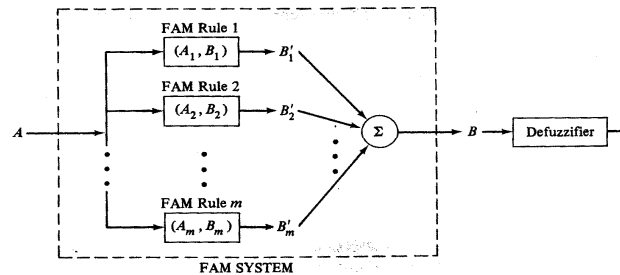 FAM Rule 1
(A₁, B₁) B′₁
FAM Rule 2
(A₂, B₂) B′₂
A Σ B Defuzzifier
FAM Rule m
(Aₘ, Bₘ) B′ₘ
FAM SYSTEM